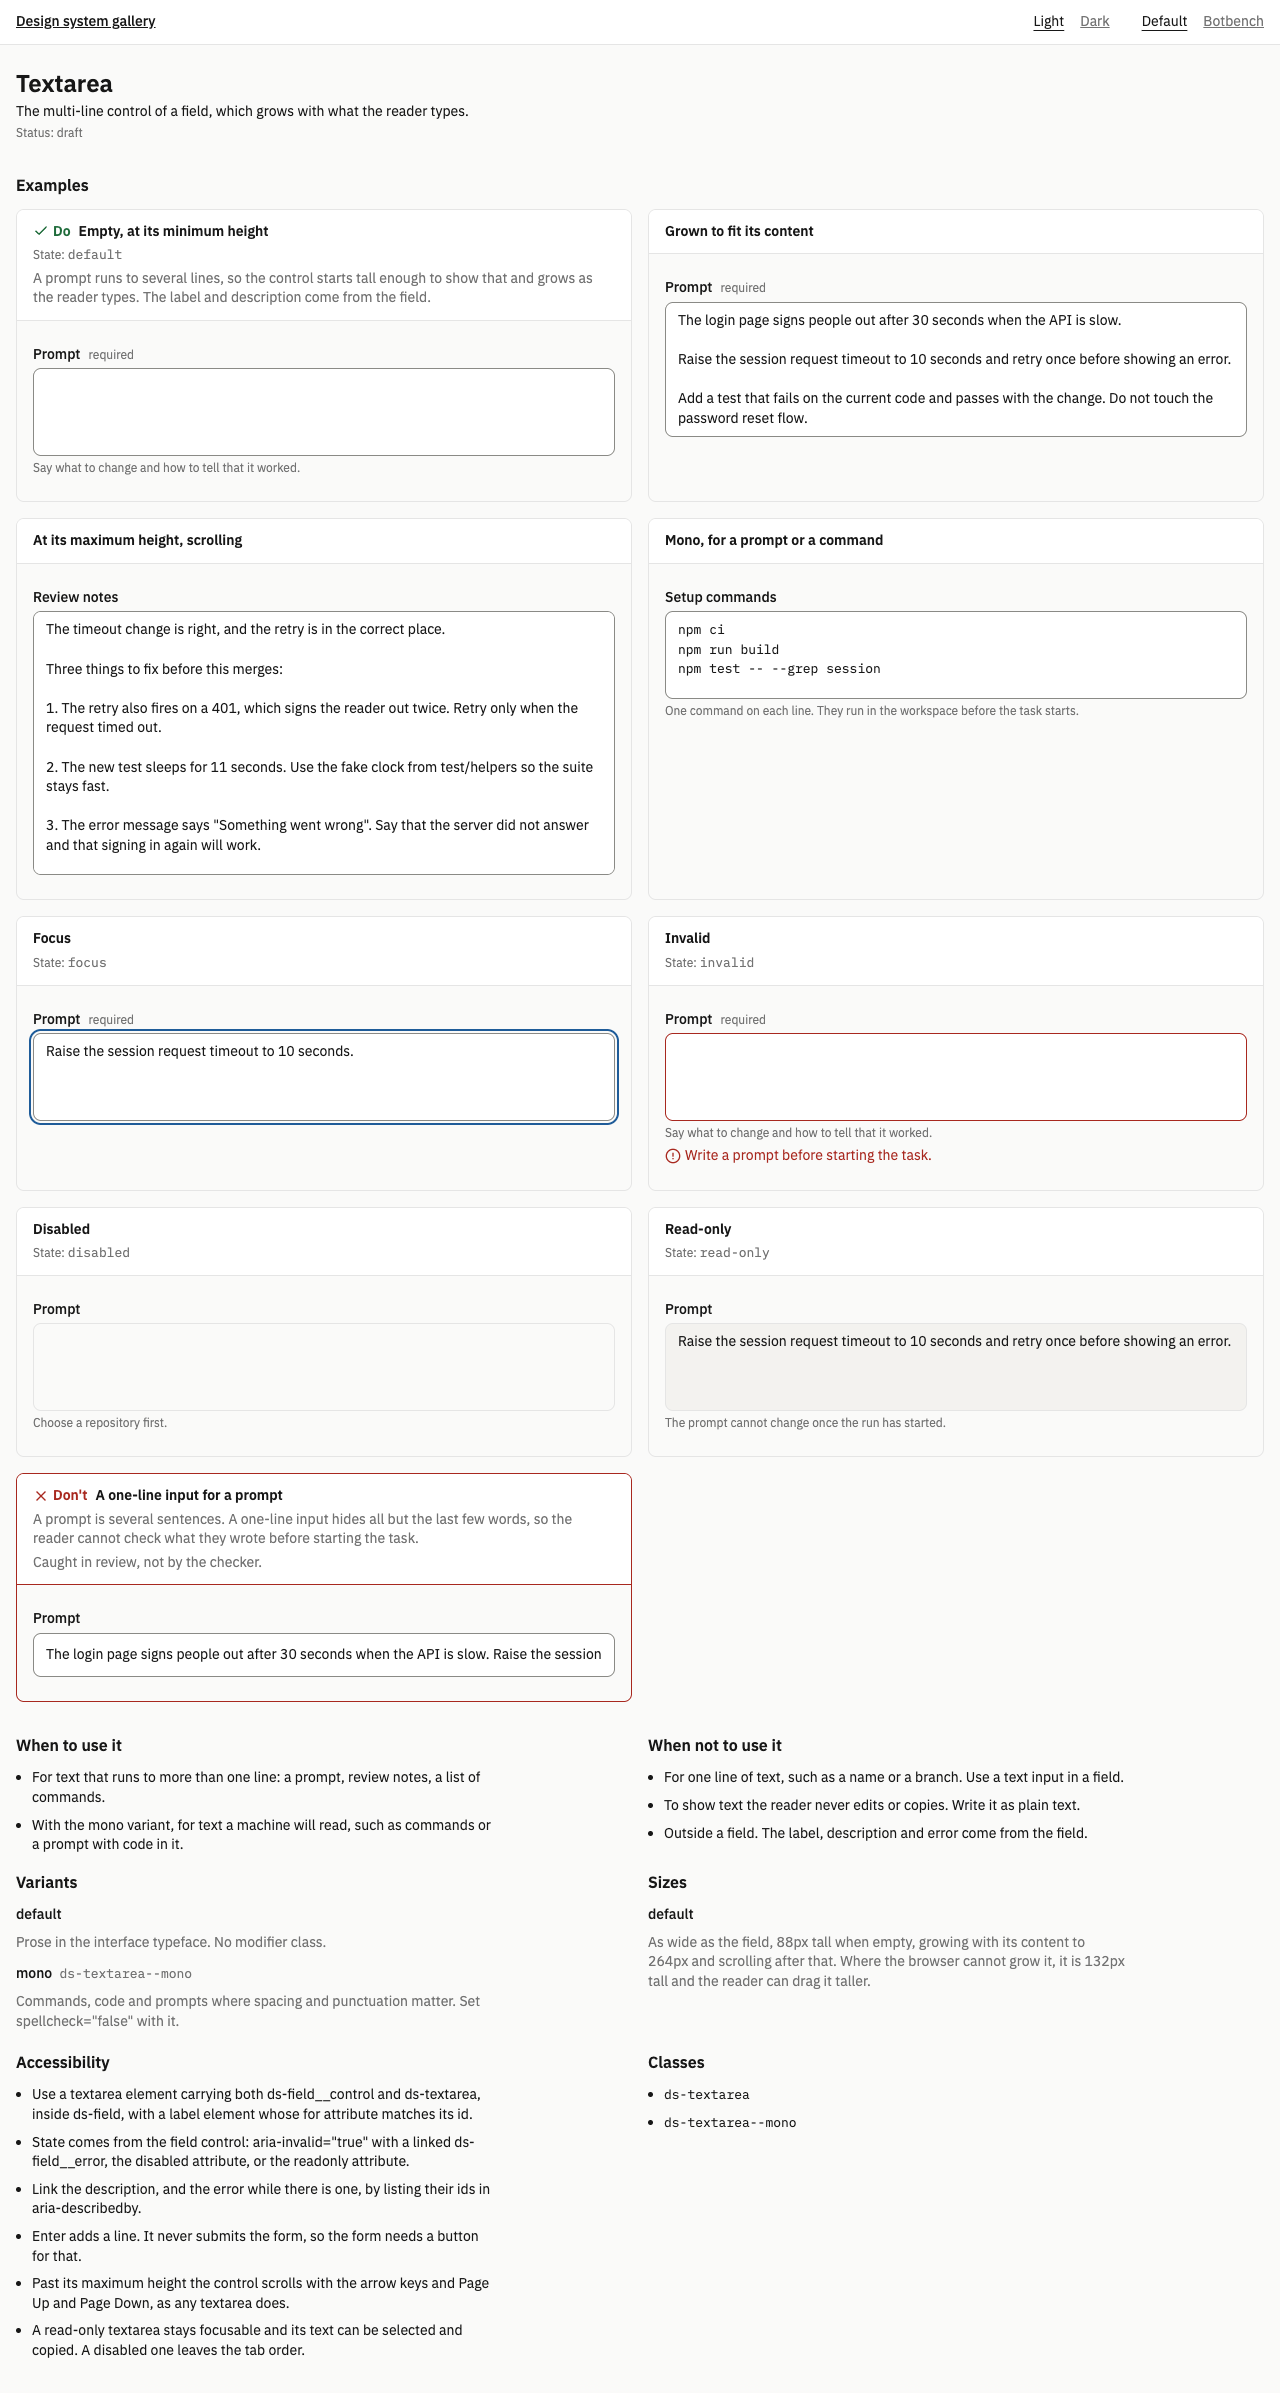 Design system gallery
Light Dark Default Botbench
Textarea
The multi-line control of a field, which grows with what the reader types.
Status: draft
Examples
Do Empty, at its minimum height
State: default
A prompt runs to several lines, so the control starts tall enough to show that and grows as
the reader types. The label and description come from the field.
Prompt required
Say what to change and how to tell that it worked.
Grown to fit its content
Prompt required
The login page signs people out after 30 seconds when the API is slow.
Raise the session request timeout to 10 seconds and retry once before showing an error.
Add a test that fails on the current code and passes with the change. Do not touch the
password reset flow.
At its maximum height, scrolling
Review notes
The timeout change is right, and the retry is in the correct place.
Three things to fix before this merges:
1. The retry also fires on a 401, which signs the reader out twice. Retry only when the
request timed out.
2. The new test sleeps for 11 seconds. Use the fake clock from test/helpers so the suite
stays fast.
3. The error message says "Something went wrong". Say that the server did not answer
and that signing in again will work.
Mono, for a prompt or a command
Setup commands
npm ci
npm run build
npm test -- --grep session
One command on each line. They run in the workspace before the task starts.
Focus
State: focus
Prompt required
Raise the session request timeout to 10 seconds.
Invalid
State: invalid
Prompt required
Say what to change and how to tell that it worked.
Write a prompt before starting the task.
Disabled
State: disabled
Prompt
Choose a repository first.
Read-only
State: read-only
Prompt
Raise the session request timeout to 10 seconds and retry once before showing an error.
The prompt cannot change once the run has started.
Don't A one-line input for a prompt
A prompt is several sentences. A one-line input hides all but the last few words, so the
reader cannot check what they wrote before starting the task.
Caught in review, not by the checker.
Prompt
The login page signs people out after 30 seconds when the API is slow. Raise the session
When to use it
• For text that runs to more than one line: a prompt, review notes, a list of
commands.
• With the mono variant, for text a machine will read, such as commands or
a prompt with code in it.
When not to use it
• For one line of text, such as a name or a branch. Use a text input in a field.
• To show text the reader never edits or copies. Write it as plain text.
• Outside a field. The label, description and error come from the field.
Variants
default
Prose in the interface typeface. No modifier class.
mono ds-textarea--mono
Commands, code and prompts where spacing and punctuation matter. Set
spellcheck="false" with it.
Sizes
default
As wide as the field, 88px tall when empty, growing with its content to
264px and scrolling after that. Where the browser cannot grow it, it is 132px
tall and the reader can drag it taller.
Accessibility
• Use a textarea element carrying both ds-field__control and ds-textarea,
inside ds-field, with a label element whose for attribute matches its id.
• State comes from the field control: aria-invalid="true" with a linked ds-
field__error, the disabled attribute, or the readonly attribute.
• Link the description, and the error while there is one, by listing their ids in
aria-describedby.
• Enter adds a line. It never submits the form, so the form needs a button
for that.
• Past its maximum height the control scrolls with the arrow keys and Page
Up and Page Down, as any textarea does.
• A read-only textarea stays focusable and its text can be selected and
copied. A disabled one leaves the tab order.
Classes
• ds-textarea
• ds-textarea--mono